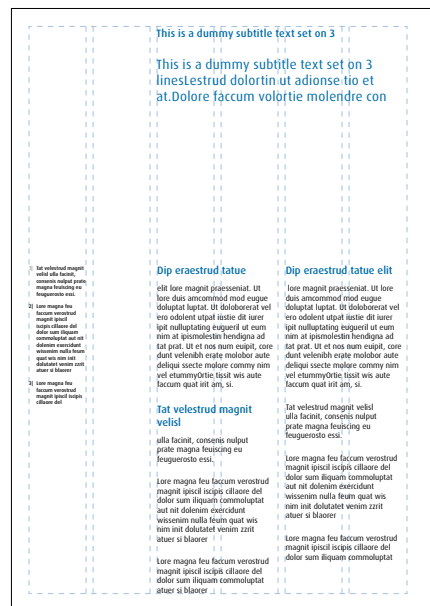 This is a dummy subtitle text set on 3
This is a dummy subtitle text set on 3
linesLestrud dolortin ut adionse tio et
at.Dolore faccum volortie molendre con
1) Tat velestrud magnit
velisl ulla facinit,
consenis nulput prate
magna feuiscing eu
feuguerosto essi.
2) Lore magna feu
faccum verostrud
magnit ipiscil
iscipis cillaore del
dolor sum iliquam
commoluptat aut nit
dolenim exercidunt
wissenim nulla feum
quat wis nim init
dolutatet venim zzrit
atuer si blaorer
3) Lore magna feu
faccum verostrud
magnit ipiscil iscipis
cillaore del
Dip eraestrud tatue
elit lore magnit praesseniat. Ut
lore duis amcommod mod eugue
doluptat luptat. Ut doloborerat vel
ero odolent utpat iustie dit iurer
ipit nulluptating eugueril ut eum
nim at ipismolestin hendigna ad
tat prat. Ut et nos num euipit, core
dunt velenibh erate molobor aute
deliqui ssecte molore commy nim
vel etummyOrtie tissit wis aute
faccum quat irit am, si.
Tat velestrud magnit
velisl
ulla facinit, consenis nulput
prate magna feuiscing eu
feuguerosto essi.
Lore magna feu faccum verostrud
magnit ipiscil iscipis cillaore del
dolor sum iliquam commoluptat
aut nit dolenim exercidunt
wissenim nulla feum quat wis
nim init dolutatet venim zzrit
atuer si blaorer
Lore magna feu faccum verostrud
magnit ipiscil iscipis cillaore del
dolor sum iliquam commoluptat
atuer si blaorer
Dip eraestrud tatue elit
lore magnit praesseniat. Ut
lore duis amcommod mod eugue
doluptat luptat. Ut doloborerat vel
ero odolent utpat iustie dit iurer
ipit nulluptating eugueril ut eum
nim at ipismolestin hendigna ad
tat prat. Ut et nos num euipit, core
dunt velenibh erate molobor aute
deliqui ssecte molore commy nim
vel etummyOrtie tissit wis aute
faccum quat irit am, si.
Tat velestrud magnit velisl
ulla facinit, consenis nulput
prate magna feuiscing eu
feuguerosto essi.
Lore magna feu faccum verostrud
magnit ipiscil iscipis cillaore del
dolor sum iliquam commoluptat
aut nit dolenim exercidunt
wissenim nulla feum quat wis
nim init dolutatet venim zzrit
atuer si blaorer
Lore magna feu faccum verostrud
magnit ipiscil iscipis cillaore del
dolor sum iliquam commoluptat